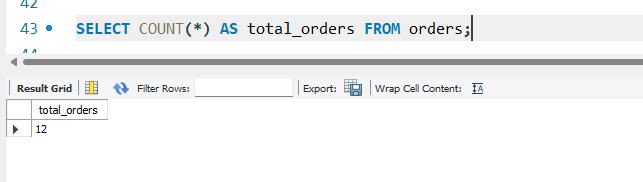 42
43 SELECT COUNT(*) AS total_orders FROM orders;
44
Result Grid Filter Rows: Export: Wrap Cell Content: IA
total_orders
12